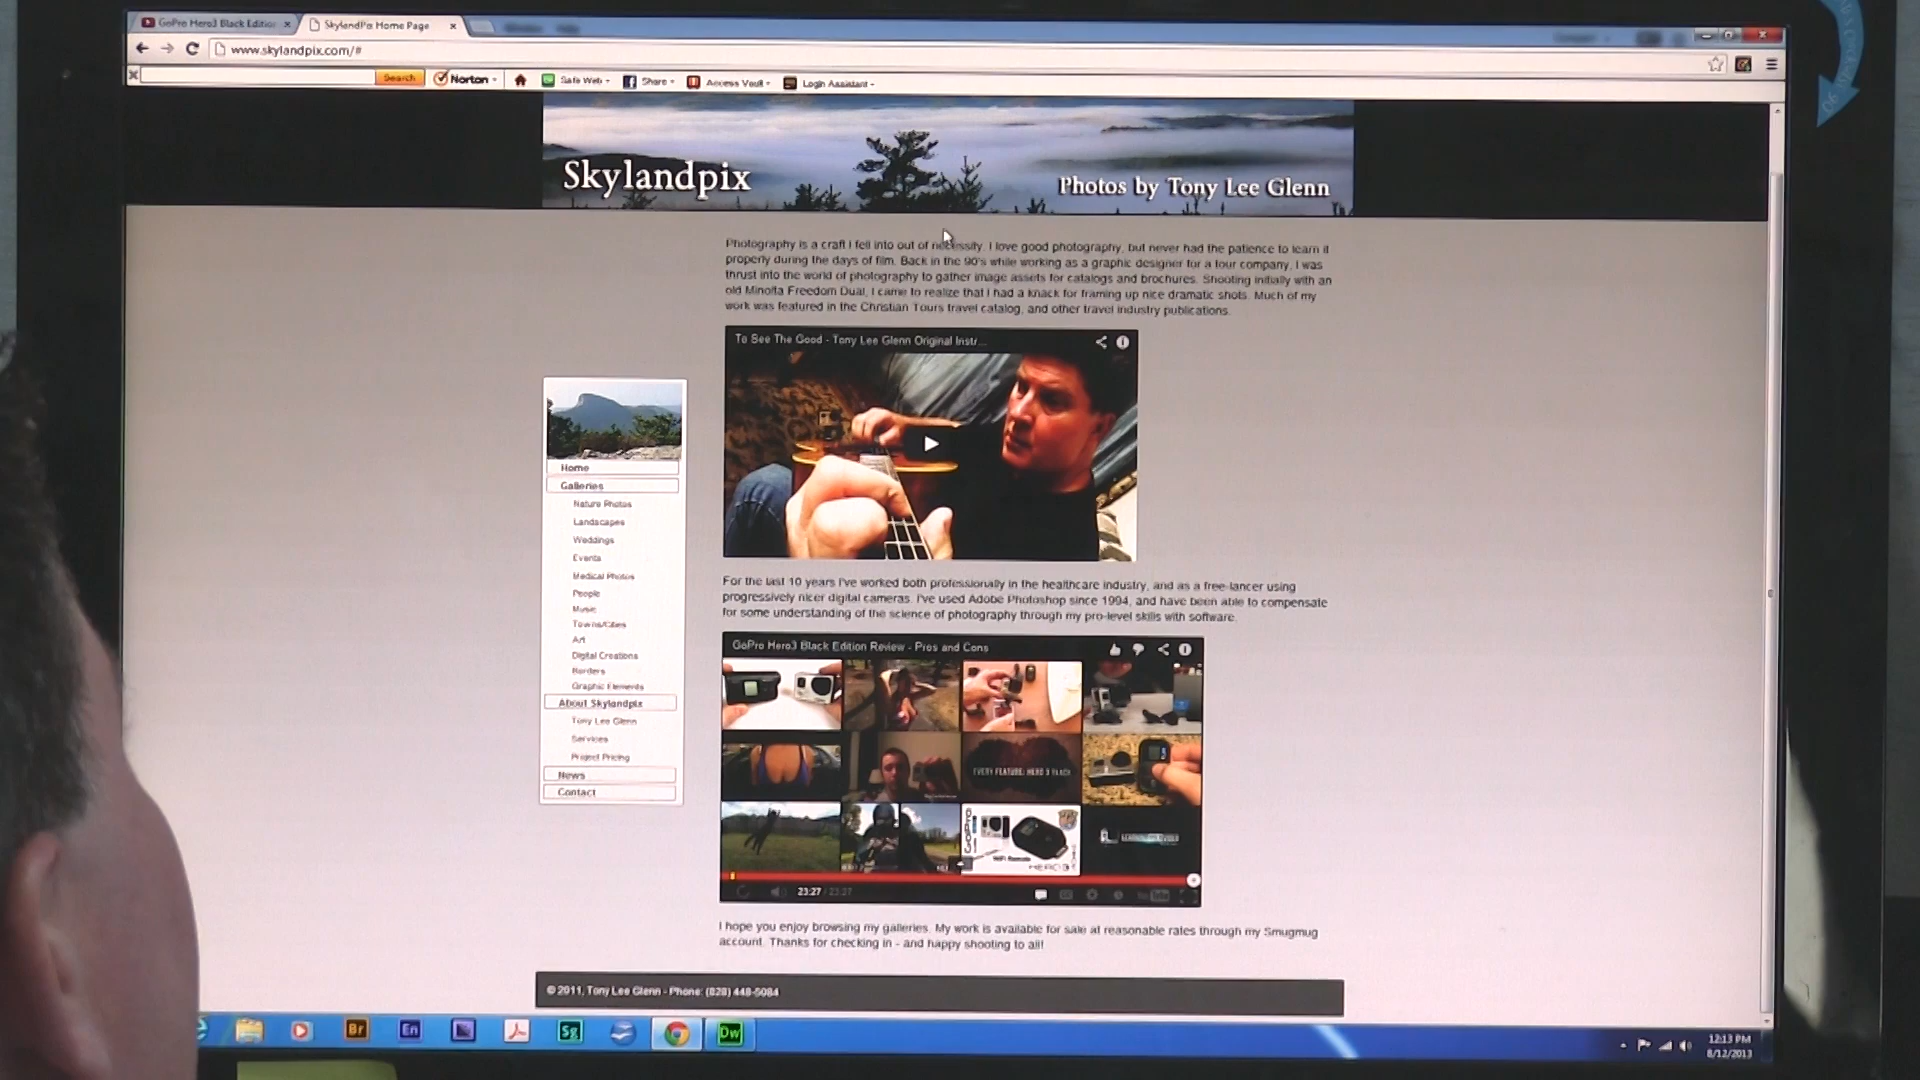 GoPro Hero3 Black Edition
SkylandPix Home Page
www.skylandpix.com/#
Search
Norton
Safe Web
Share
Access Vault
Login Assistant
Skylandpix
Photos by Tony Lee Glenn
Photography is a craft I fell into out of necessity. I love good photography, but never had the patience to learn it
properly during the days of film. Back in the 90's while working as a graphic designer for a tour company, I was
thrust into the world of photography to gather image assets for catalogs and brochures. Shooting initially with an
old Minolta Freedom Dual, I came to realize that I had a knack for framing up nice dramatic shots. Much of my
work was featured in the Christian Tours travel catalog, and other travel industry publications.
To See The Good - Tony Lee Glenn Original Instr...
Home
Galleries
Nature Photos
Landscapes
Weddings
Events
Medical Photos
People
Music
Towns/Cities
Art
Digital Creations
Borders
Graphic Elements
About Skylandpix
Tony Lee Glenn
Services
Project Pricing
News
Contact
For the last 10 years I've worked both professionally in the healthcare industry, and as a free-lancer using
progressively nicer digital cameras. I've used Adobe Photoshop since 1994, and have been able to compensate
for some understanding of the science of photography through my pro-level skills with software.
GoPro Hero3 Black Edition Review - Pros and Cons
EVERY FEATURE: HERO 3 BLACK
GoPro
WiFi Remote
HERO3
23:27 / 23:27
I hope you enjoy browsing my galleries. My work is available for sale at reasonable rates through my Smugmug
account. Thanks for checking in - and happy shooting to all!
© 2011, Tony Lee Glenn - Phone: (828) 448-5084
Br
En
Sg
Dw
12:13 PM
8/12/2013